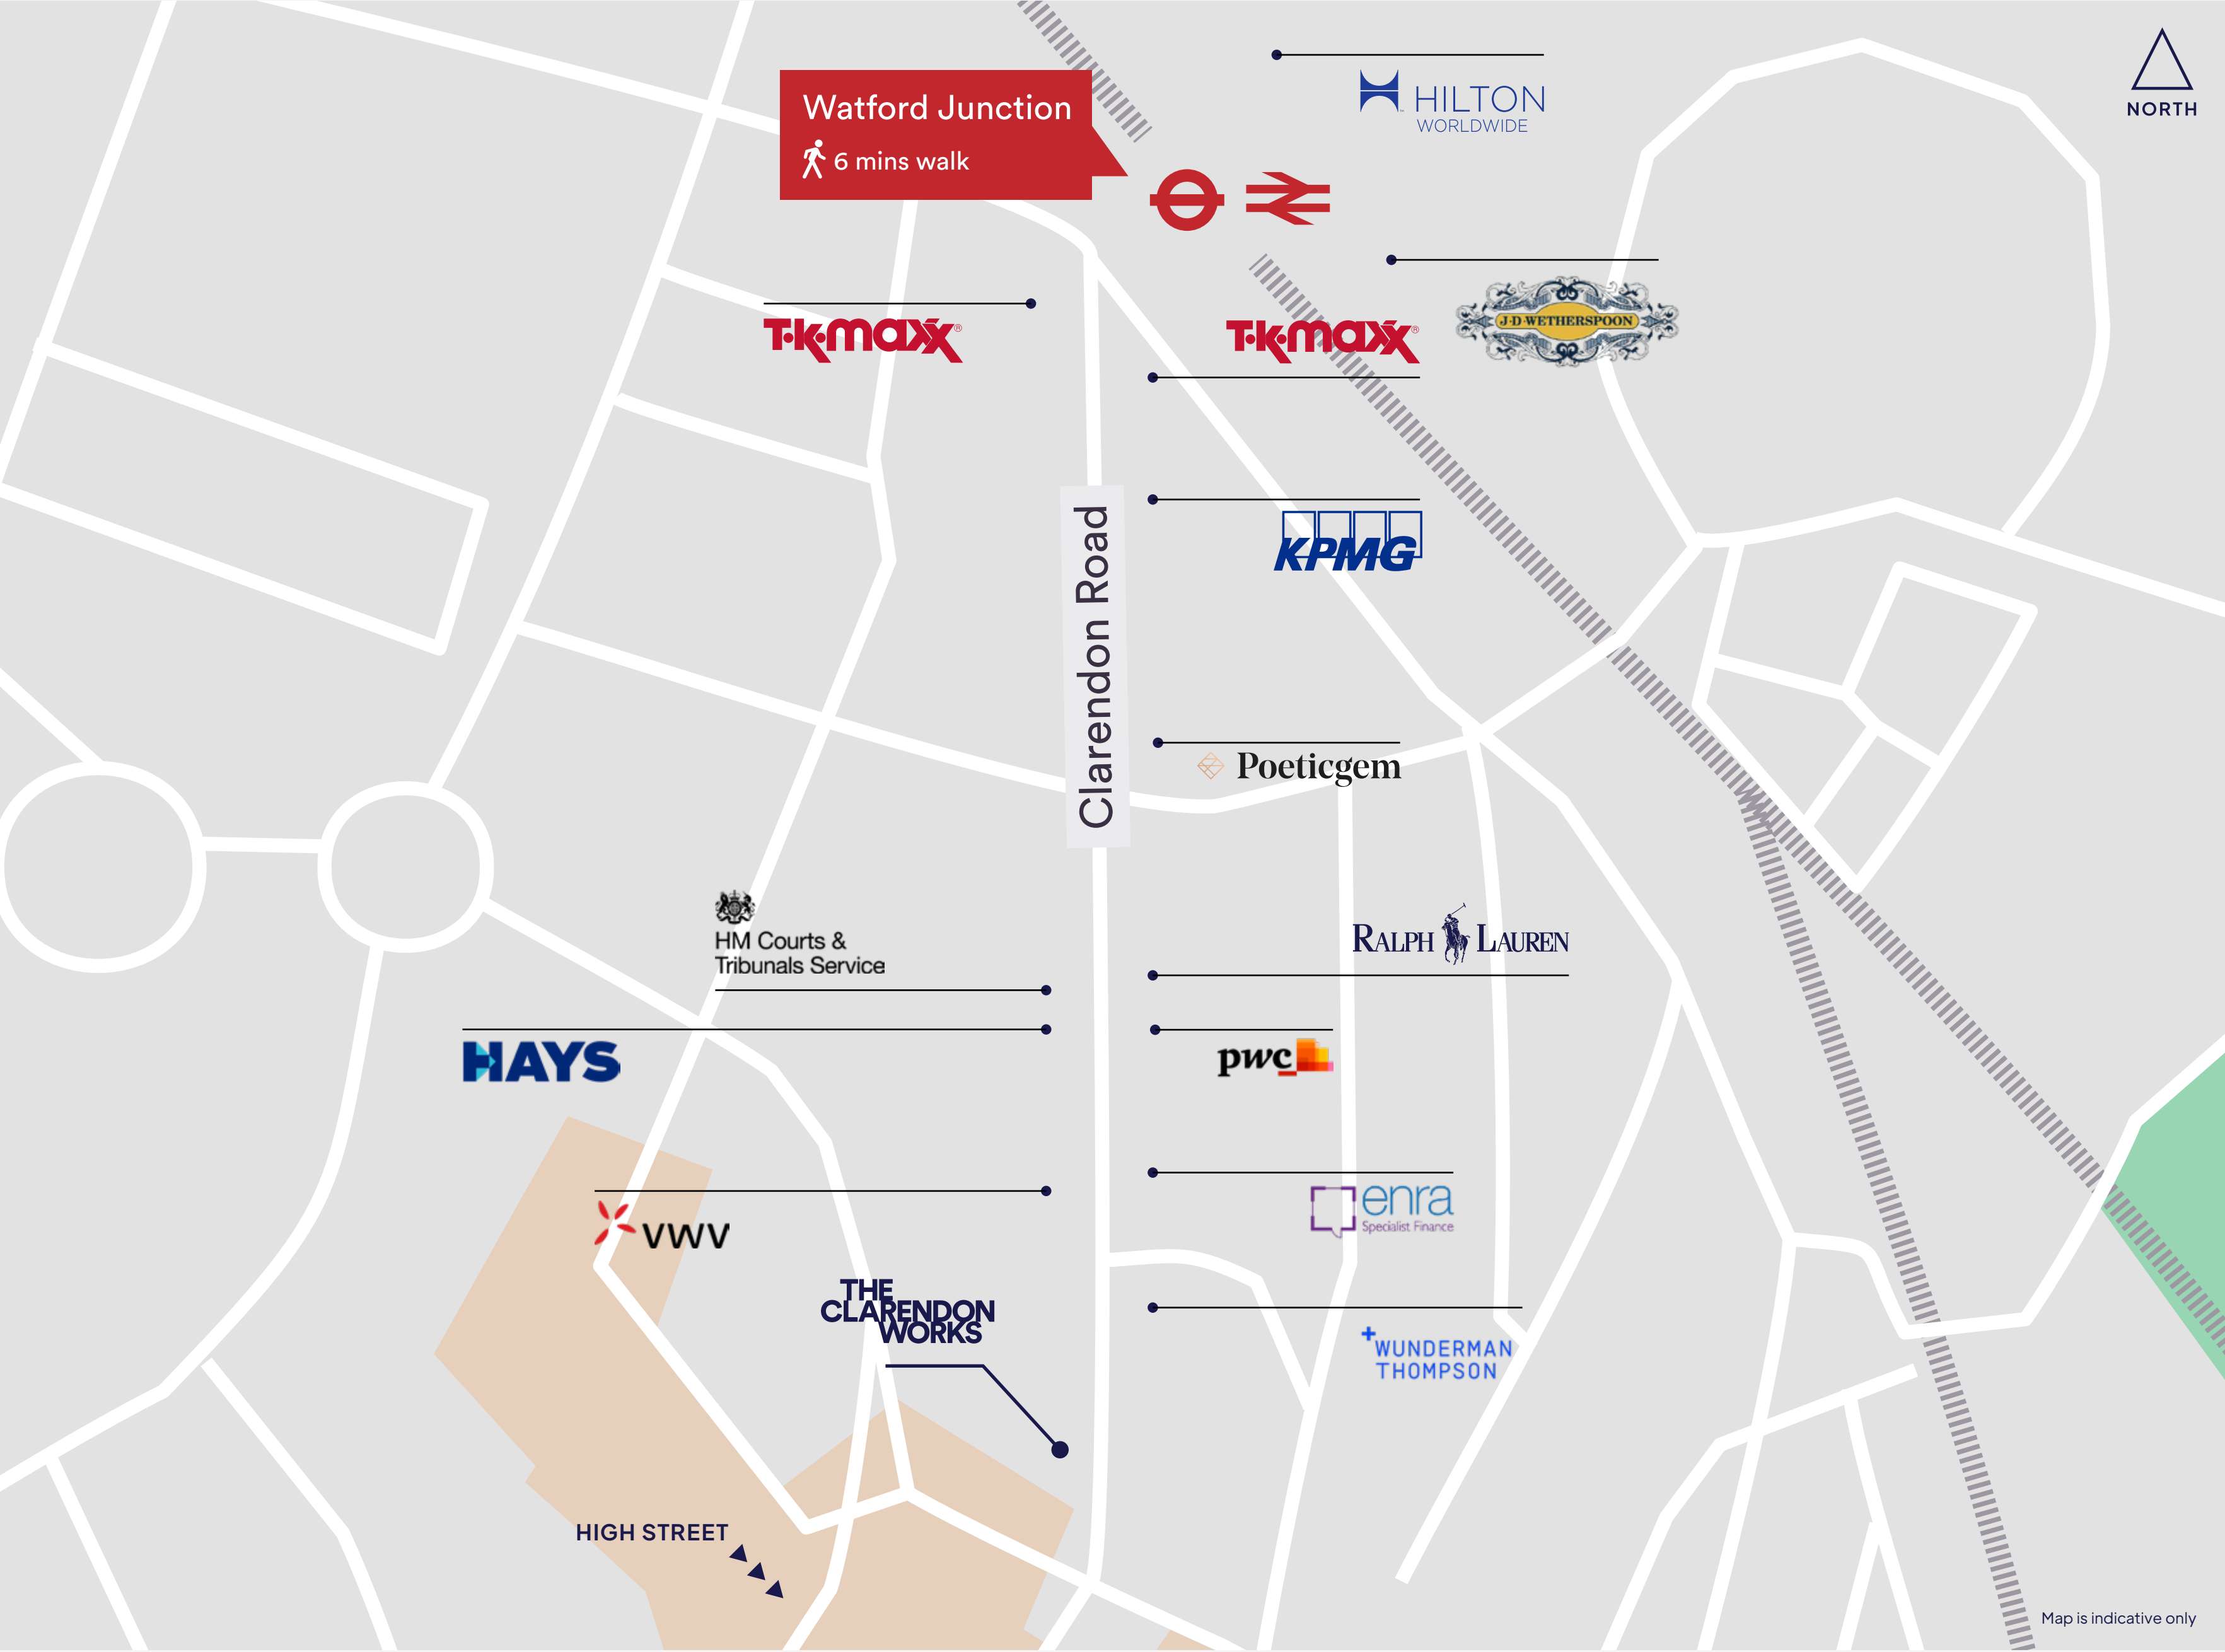 HILTON
WORLDWIDE
NORTH
Watford Junction
6 mins walk
T·K·maxx®
T·K·maxx®
J·D·WETHERSPOON
Clarendon Road
KPMG
Poeticgem
HM Courts &
Tribunals Service
RALPH LAUREN
HAYS
pwc
VWV
enra
Specialist Finance
THE
CLARENDON
WORKS
WUNDERMAN
THOMPSON
HIGH STREET
Map is indicative only